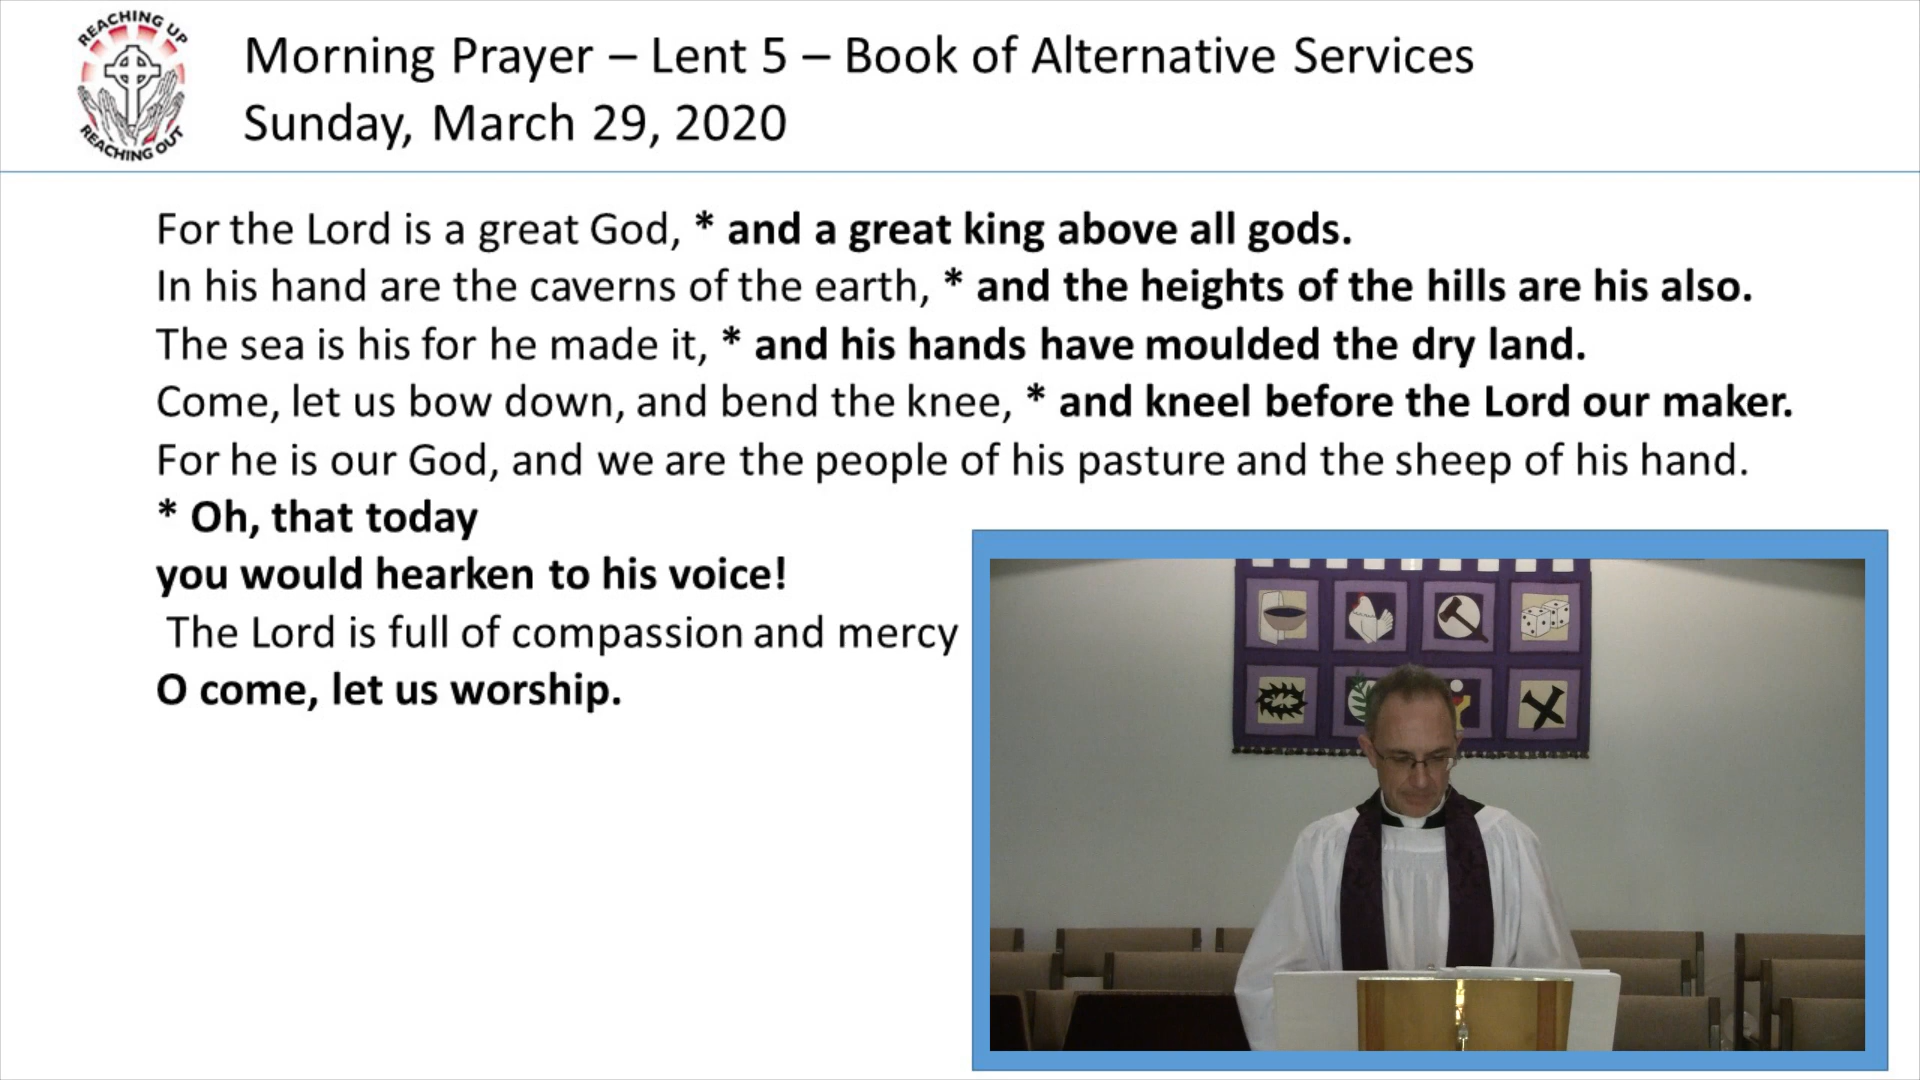 REACHING UP
REACHING OUT
Morning Prayer – Lent 5 – Book of Alternative Services
Sunday, March 29, 2020
For the Lord is a great God, * and a great king above all gods.
In his hand are the caverns of the earth, * and the heights of the hills are his also.
The sea is his for he made it, * and his hands have moulded the dry land.
Come, let us bow down, and bend the knee, * and kneel before the Lord our maker.
For he is our God, and we are the people of his pasture and the sheep of his hand.
* Oh, that today
you would hearken to his voice!
The Lord is full of compassion and mercy
O come, let us worship.